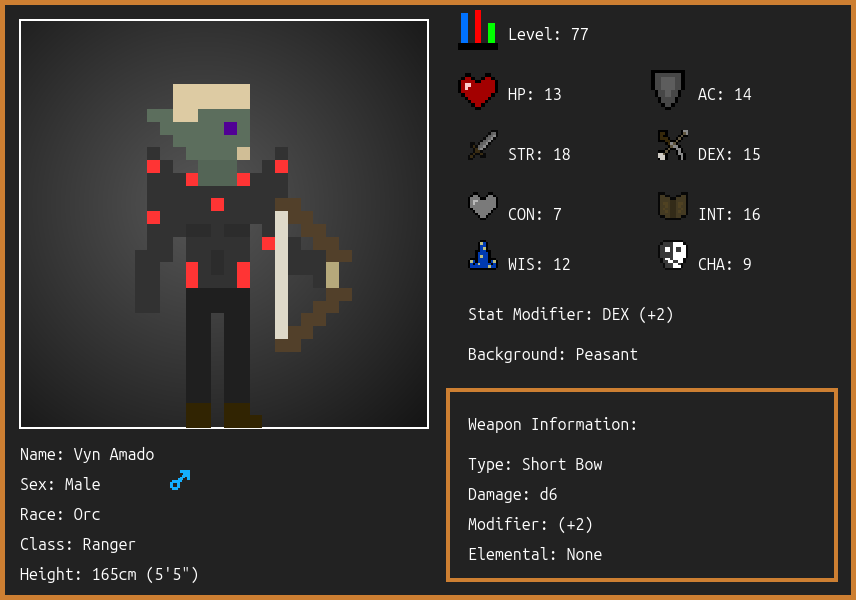 Level: 77
HP: 13
AC: 14
STR: 18
DEX: 15
CON: 7
INT: 16
WIS: 12
CHA: 9
Stat Modifier: DEX (+2)
Background: Peasant
Weapon Information:
Type: Short Bow
Damage: d6
Modifier: (+2)
Elemental: None
Name: Vyn Amado
Sex: Male
Race: Orc
Class: Ranger
Height: 165cm (5'5")